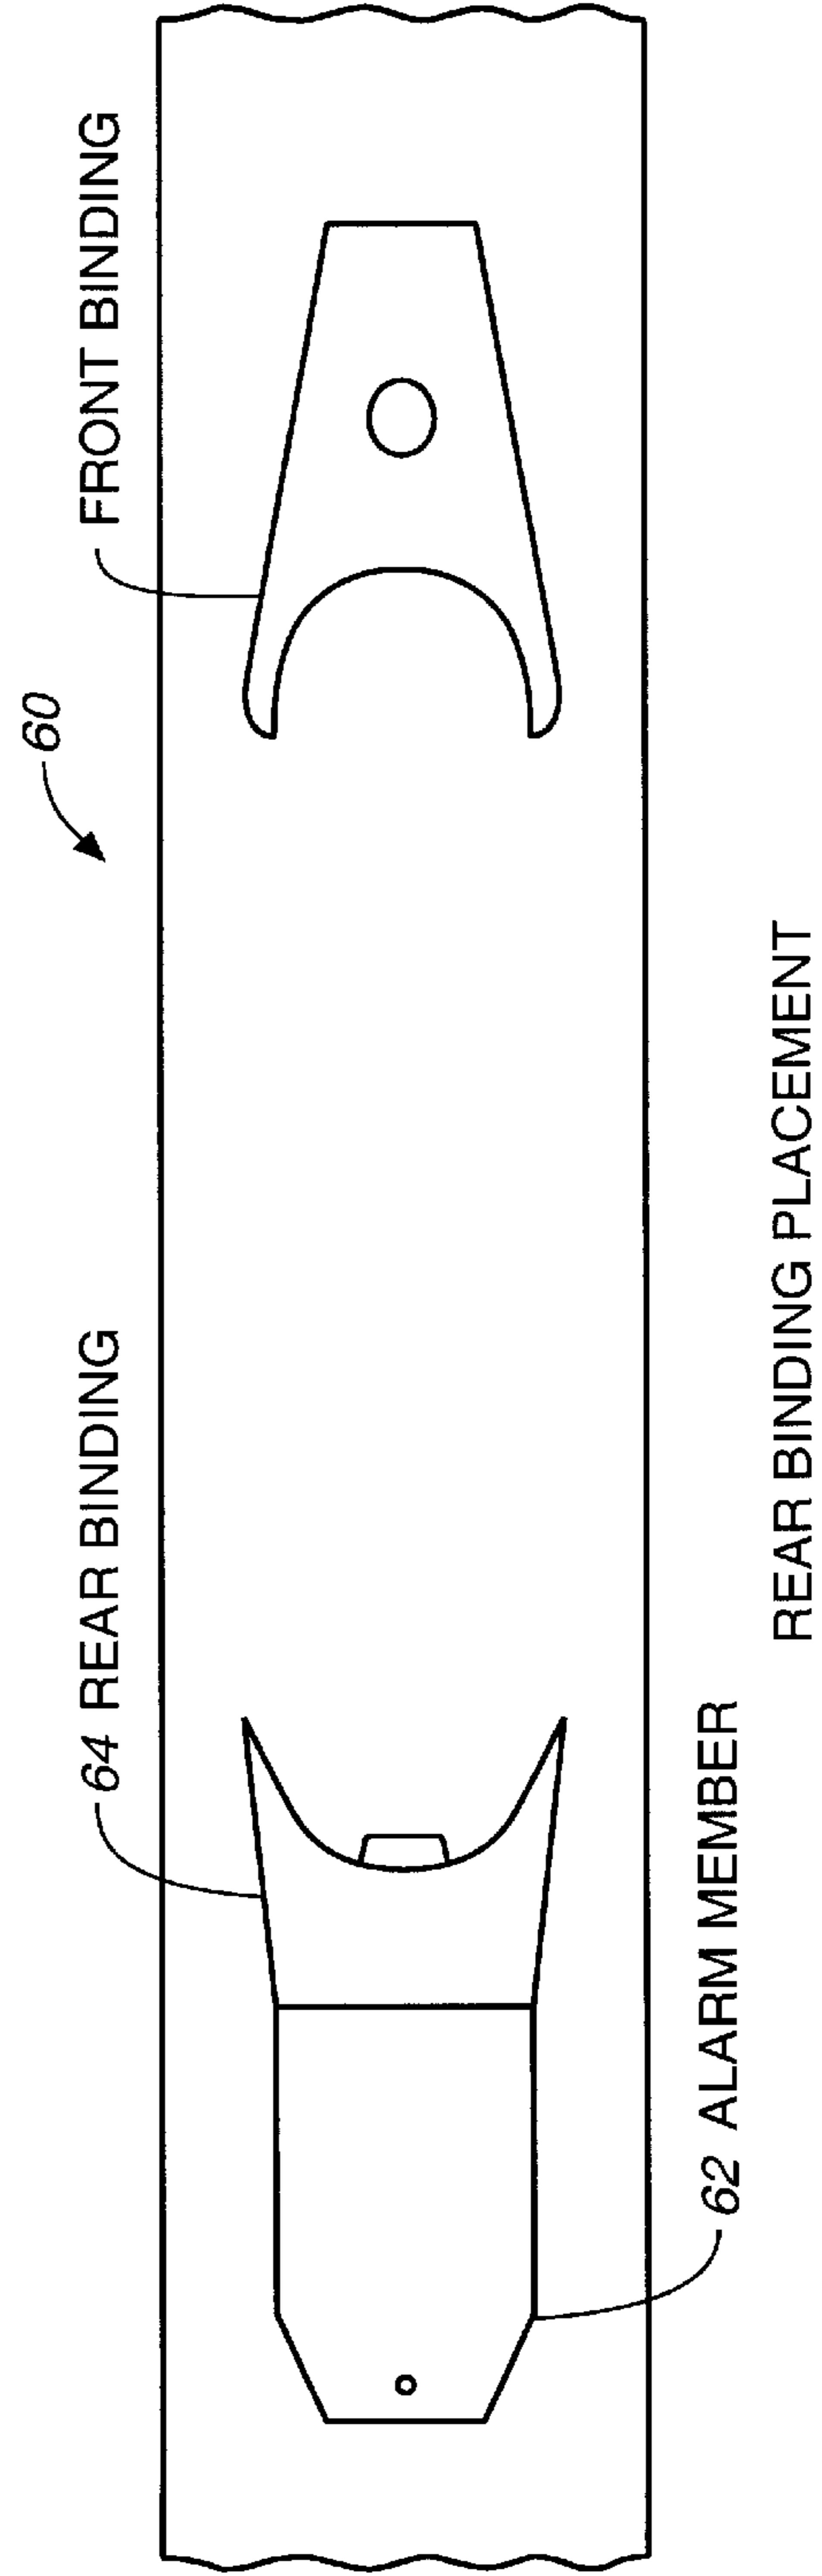 60
64 REAR BINDING
FRONT BINDING
62 ALARM MEMBER
REAR BINDING PLACEMENT